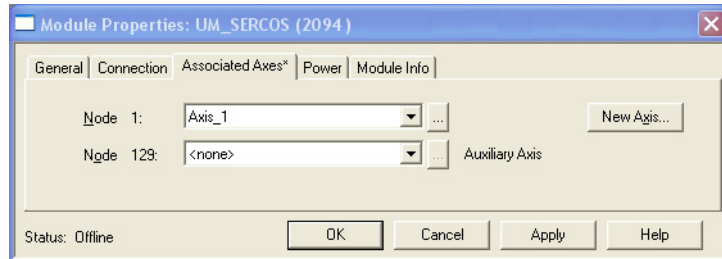 Module Properties: UM_SERCOS (2094)
General Connection Associated Axes* Power Module Info
Node 1: Axis_1 ... New Axis...
Node 129: <none> ... Auxiliary Axis
Status: Offline OK Cancel Apply Help